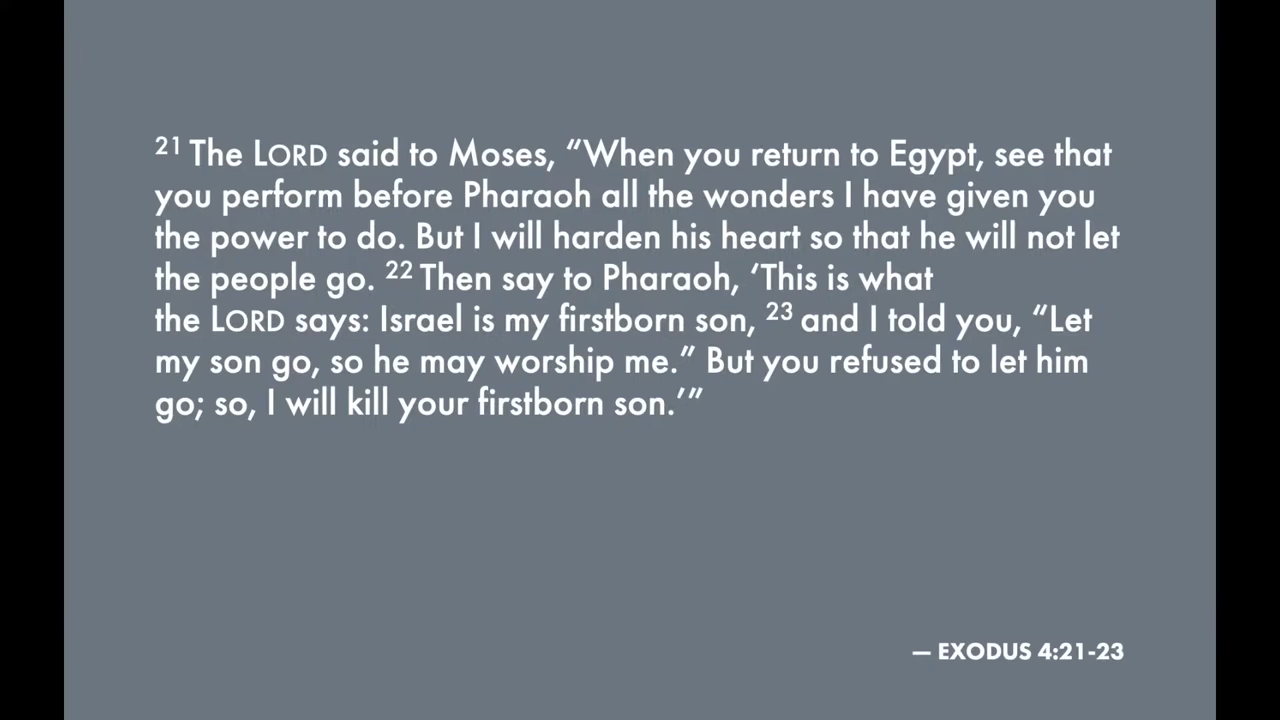 21 The LORD said to Moses, “When you return to Egypt, see that
you perform before Pharaoh all the wonders I have given you
the power to do. But I will harden his heart so that he will not let
the people go. 22 Then say to Pharaoh, ‘This is what
the LORD says: Israel is my firstborn son, 23 and I told you, “Let
my son go, so he may worship me.” But you refused to let him
go; so, I will kill your firstborn son.’”
— EXODUS 4:21-23